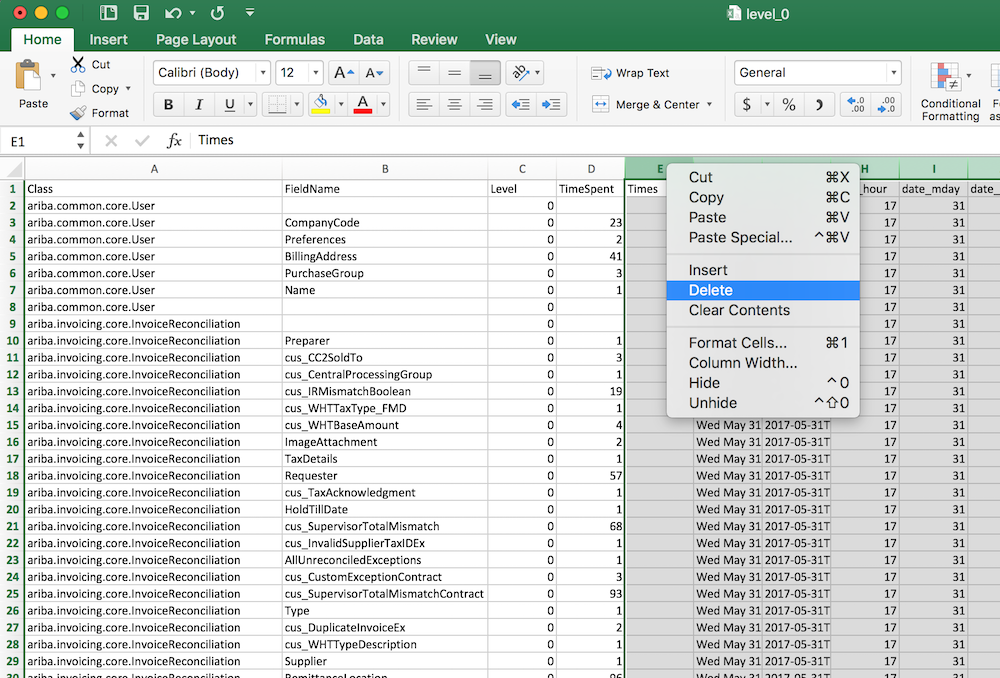 level_0
Home Insert Page Layout Formulas Data Review View
Paste
Cut
Copy
Format
Calibri (Body) 12 A A
B I U A
ab
Wrap Text
Merge & Center
General
$ % )
.0 .00
.00 .0
Conditional
Formatting
E1 fx Times
A B C D E H I
1 Class FieldName Level TimeSpent Times _hour date_mday date_
2 ariba.common.core.User 0 17 31
3 ariba.common.core.User CompanyCode 0 23 17 31
4 ariba.common.core.User Preferences 0 2 17 31
5 ariba.common.core.User BillingAddress 0 41 17 31
6 ariba.common.core.User PurchaseGroup 0 3 17 31
7 ariba.common.core.User Name 0 1 17 31
8 ariba.common.core.User 0 17 31
9 ariba.invoicing.core.InvoiceReconciliation 0 17 31
10 ariba.invoicing.core.InvoiceReconciliation Preparer 0 1 17 31
11 ariba.invoicing.core.InvoiceReconciliation cus_CC2SoldTo 0 3 17 31
12 ariba.invoicing.core.InvoiceReconciliation cus_CentralProcessingGroup 0 1 17 31
13 ariba.invoicing.core.InvoiceReconciliation cus_IRMismatchBoolean 0 19 17 31
14 ariba.invoicing.core.InvoiceReconciliation cus_WHTTaxType_FMD 0 1 17 31
15 ariba.invoicing.core.InvoiceReconciliation cus_WHTBaseAmount 0 4 Wed May 31 2017-05-31T 17 31
16 ariba.invoicing.core.InvoiceReconciliation ImageAttachment 0 2 Wed May 31 2017-05-31T 17 31
17 ariba.invoicing.core.InvoiceReconciliation TaxDetails 0 1 Wed May 31 2017-05-31T 17 31
18 ariba.invoicing.core.InvoiceReconciliation Requester 0 57 Wed May 31 2017-05-31T 17 31
19 ariba.invoicing.core.InvoiceReconciliation cus_TaxAcknowledgment 0 1 Wed May 31 2017-05-31T 17 31
20 ariba.invoicing.core.InvoiceReconciliation HoldTillDate 0 1 Wed May 31 2017-05-31T 17 31
21 ariba.invoicing.core.InvoiceReconciliation cus_SupervisorTotalMismatch 0 68 Wed May 31 2017-05-31T 17 31
22 ariba.invoicing.core.InvoiceReconciliation cus_InvalidSupplierTaxIDEx 0 1 Wed May 31 2017-05-31T 17 31
23 ariba.invoicing.core.InvoiceReconciliation AllUnreconciledExceptions 0 1 Wed May 31 2017-05-31T 17 31
24 ariba.invoicing.core.InvoiceReconciliation cus_CustomExceptionContract 0 3 Wed May 31 2017-05-31T 17 31
25 ariba.invoicing.core.InvoiceReconciliation cus_SupervisorTotalMismatchContract 0 93 Wed May 31 2017-05-31T 17 31
26 ariba.invoicing.core.InvoiceReconciliation Type 0 1 Wed May 31 2017-05-31T 17 31
27 ariba.invoicing.core.InvoiceReconciliation cus_DuplicateInvoiceEx 0 2 Wed May 31 2017-05-31T 17 31
28 ariba.invoicing.core.InvoiceReconciliation cus_WHTTypeDescription 0 1 Wed May 31 2017-05-31T 17 31
29 ariba.invoicing.core.InvoiceReconciliation Supplier 0 1 Wed May 31 2017-05-31T 17 31
Cut ⌘X
Copy ⌘C
Paste ⌘V
Paste Special... ^⌘V
Insert
Delete
Clear Contents
Format Cells... ⌘1
Column Width...
Hide ^0
Unhide ^⇧0